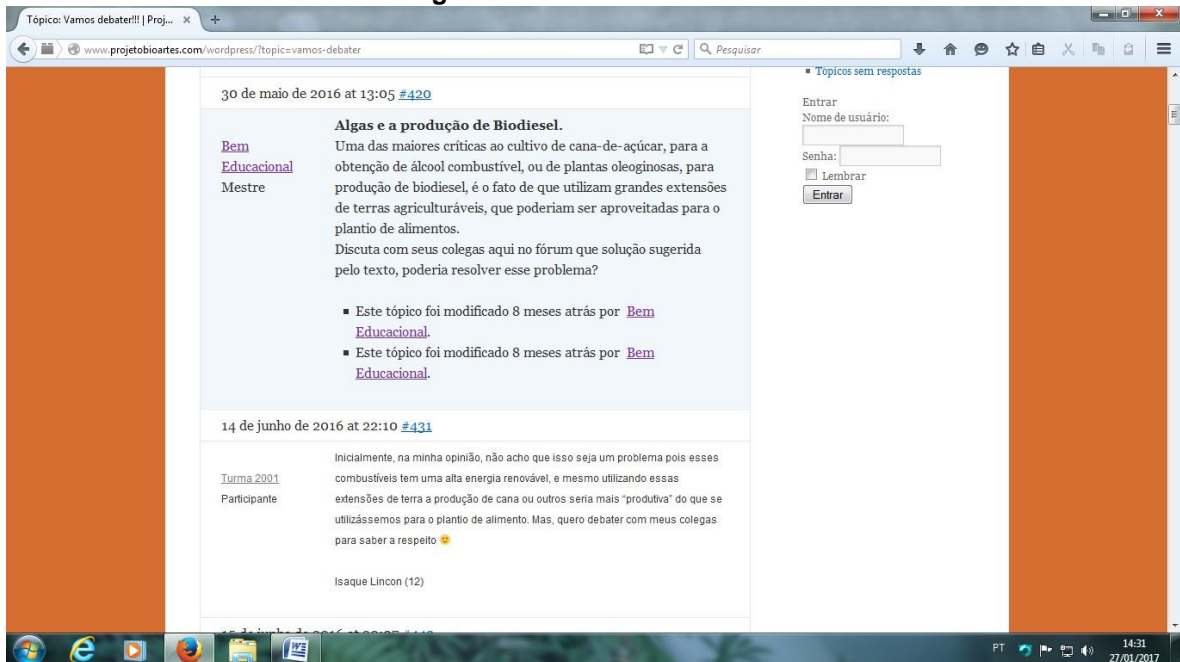 Tópico: Vamos debater!!! | Proj...
www.projetobioartes.com/wordpress/?topic=vamos-debater
Pesquisar
Tópicos sem respostas
30 de maio de 2016 at 13:05 #420
Entrar
Nome de usuário:
Senha:
Lembrar
Entrar
Bem
Educacional
Mestre
Algas e a produção de Biodiesel.
Uma das maiores críticas ao cultivo de cana-de-açúcar, para a
obtenção de álcool combustível, ou de plantas oleoginosas, para
produção de biodiesel, é o fato de que utilizam grandes extensões
de terras agriculturáveis, que poderiam ser aproveitadas para o
plantio de alimentos.
Discuta com seus colegas aqui no fórum que solução sugerida
pelo texto, poderia resolver esse problema?
Este tópico foi modificado 8 meses atrás por Bem
Educacional.
Este tópico foi modificado 8 meses atrás por Bem
Educacional.
14 de junho de 2016 at 22:10 #431
Turma 2001
Participante
Inicialmente, na minha opinião, não acho que isso seja um problema pois esses
combustíveis tem uma alta energia renovável, e mesmo utilizando essas
extensões de terra a produção de cana ou outros seria mais "produtiva" do que se
utilizássemos para o plantio de alimento. Mas, quero debater com meus colegas
para saber a respeito
Isaque Lincon (12)
PT
14:31
27/01/2017